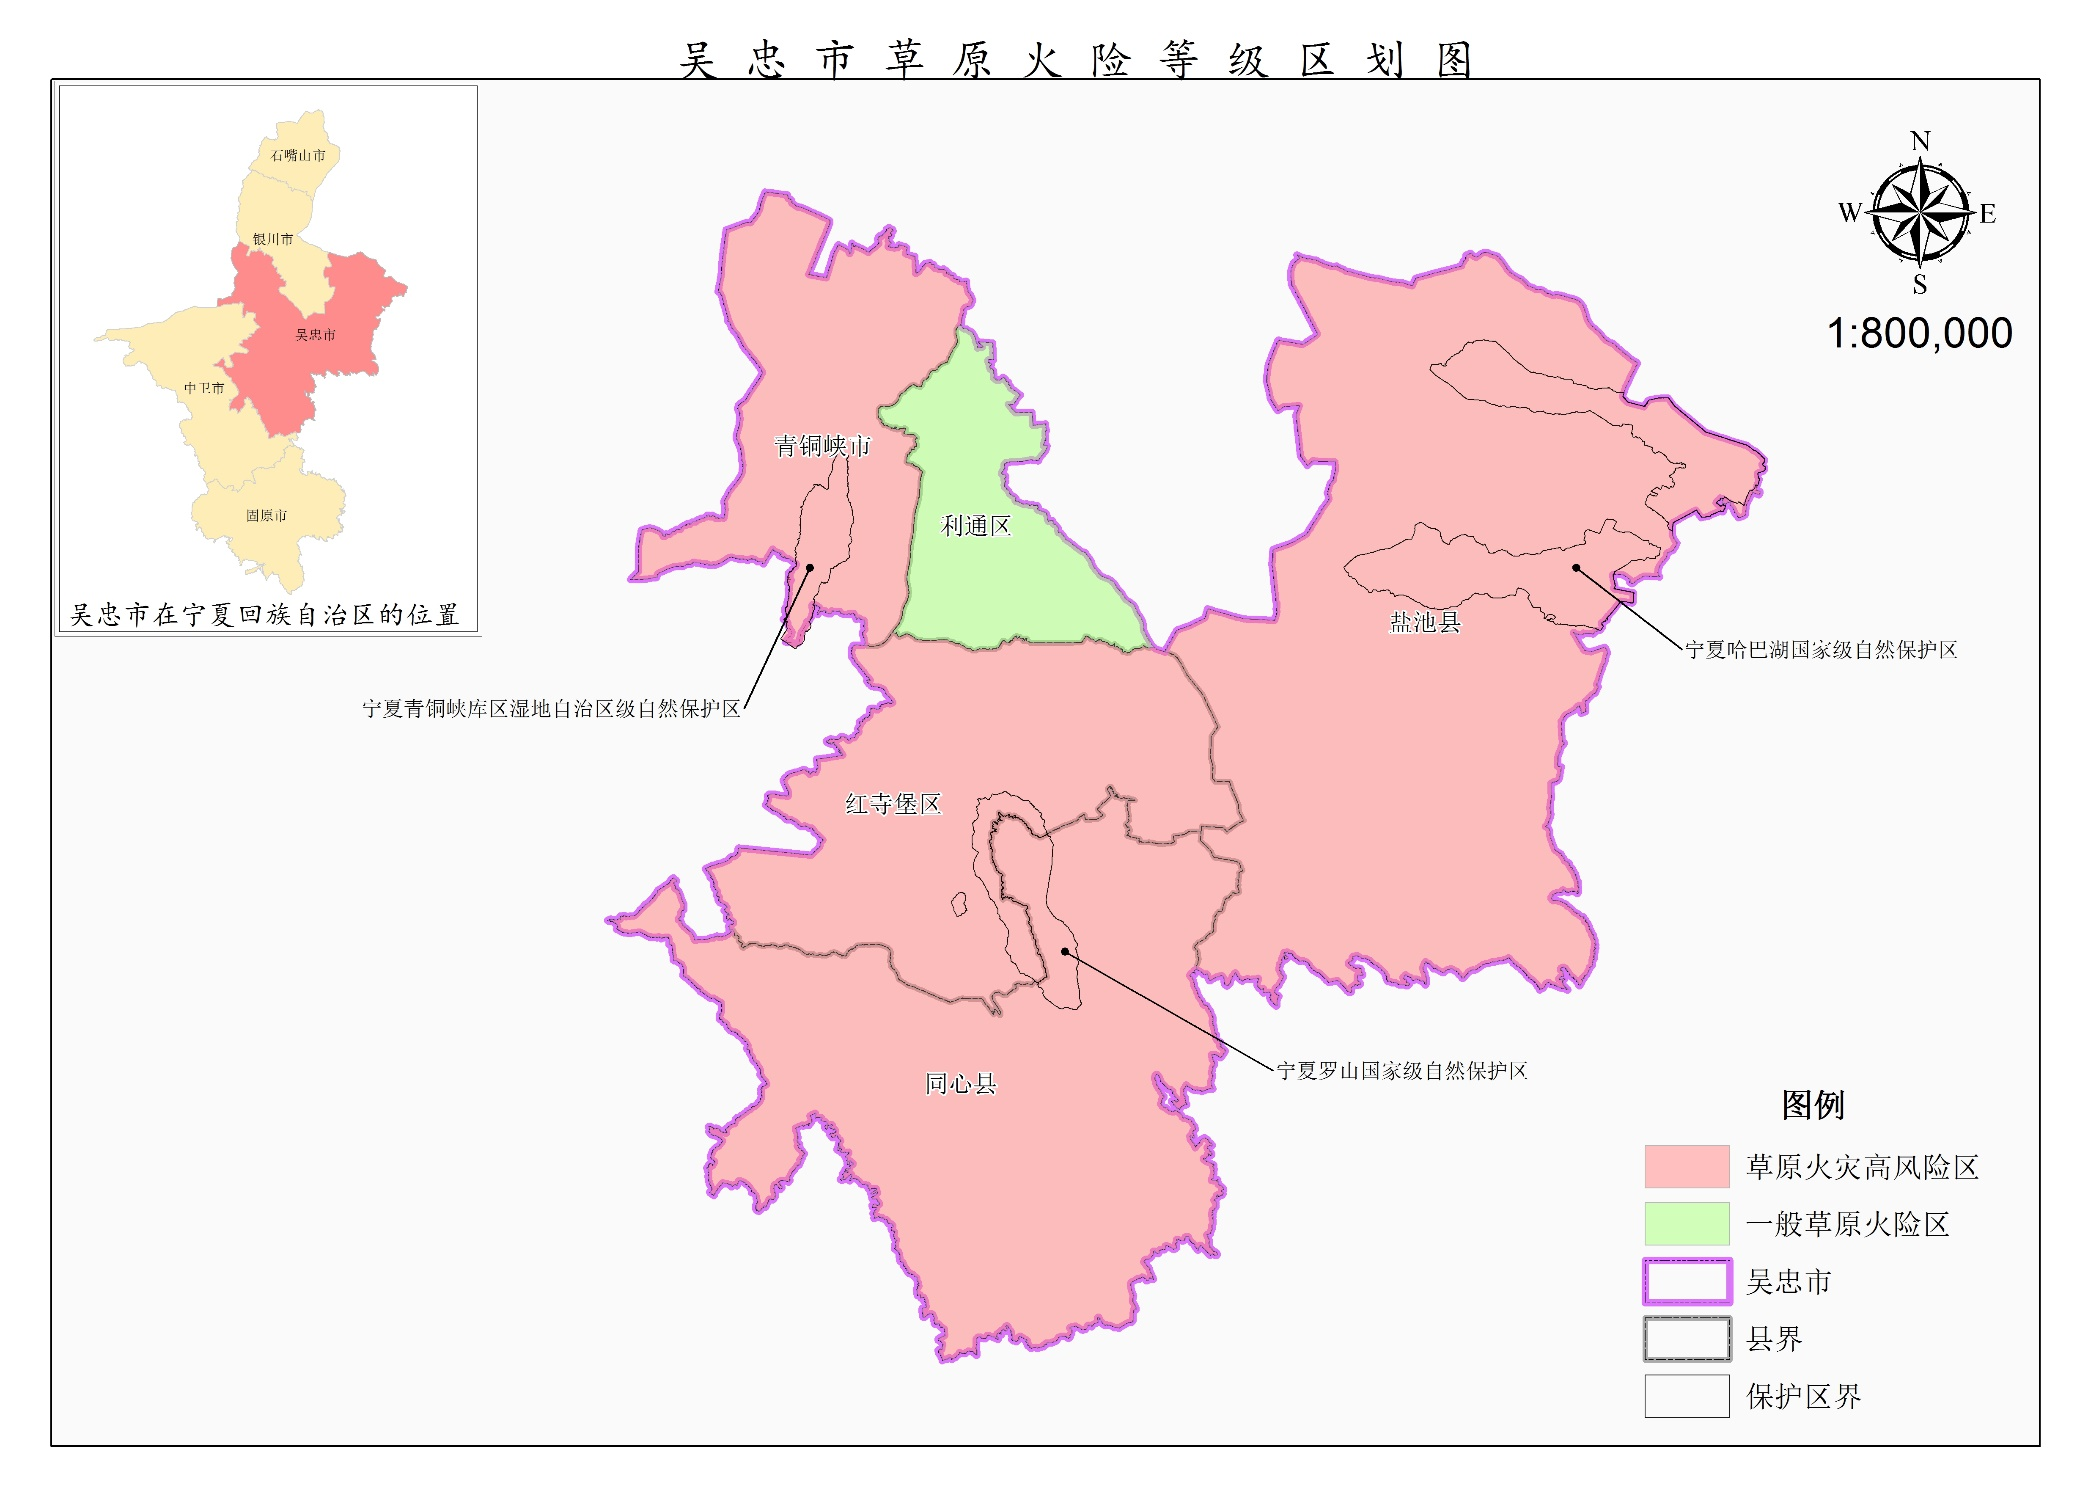 吴忠市草原火险等级区划图
石嘴山市
银川市
吴忠市
中卫市
固原市
吴忠市在宁夏回族自治区的位置
N
W
E
S
1:800,000
青铜峡市
利通区
盐池县
宁夏哈巴湖国家级自然保护区
宁夏青铜峡库区湿地自治区级自然保护区
红寺堡区
宁夏罗山国家级自然保护区
同心县
图例
草原火灾高风险区
一般草原火险区
吴忠市
县界
保护区界